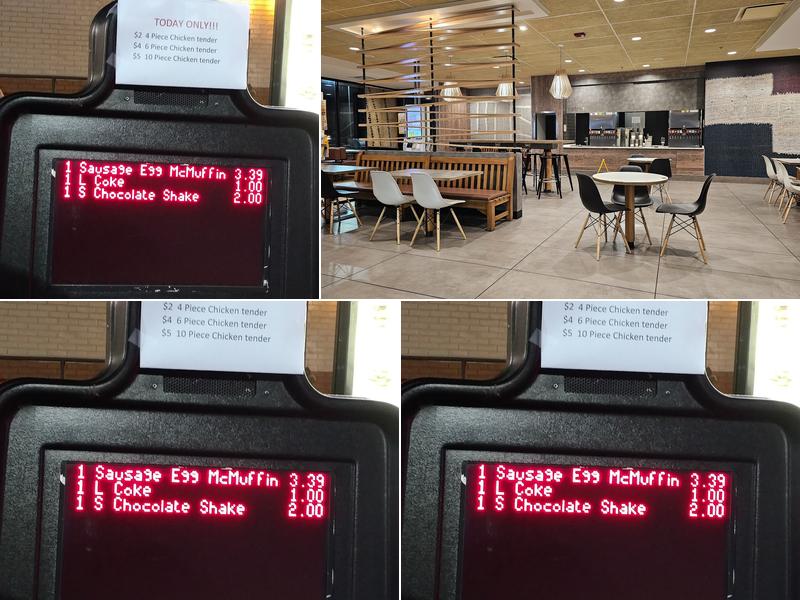 TODAY ONLY!!!
$2 4 Piece Chicken tender
$4 6 Piece Chicken tender
$5 10 Piece Chicken tender
1 Sausage Egg McMuffin 3.39
1 L Coke 1.00
1 S Chocolate Shake 2.00
$2 4 Piece Chicken tender
$4 6 Piece Chicken tender
$5 10 Piece Chicken tender
1 Sausage Egg McMuffin 3.39
1 L Coke 1.00
1 S Chocolate Shake 2.00
$2 4 Piece Chicken tender
$4 6 Piece Chicken tender
$5 10 Piece Chicken tender
1 Sausage Egg McMuffin 3.39
1 L Coke 1.00
1 S Chocolate Shake 2.00